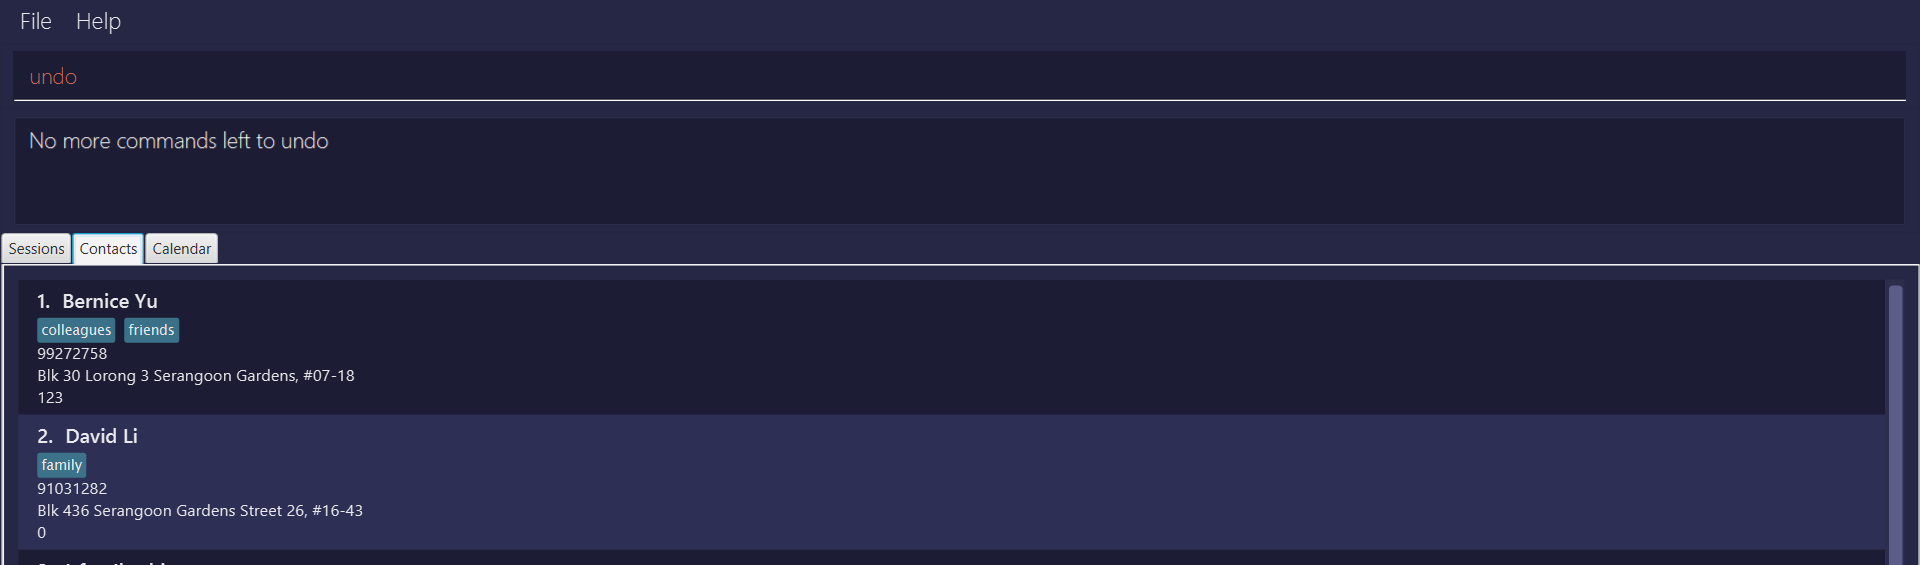 File Help
undo
No more commands left to undo
Sessions Contacts Calendar
1. Bernice Yu
colleagues friends
99272758
Blk 30 Lorong 3 Serangoon Gardens, #07-18
123
2. David Li
family
91031282
Blk 436 Serangoon Gardens Street 26, #16-43
0